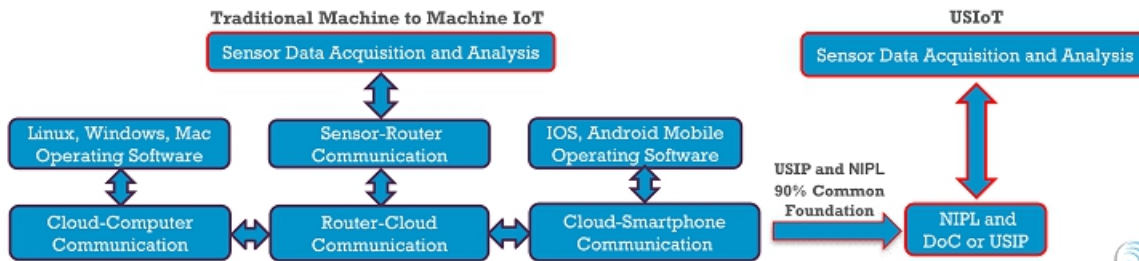 Traditional Machine to Machine IoT
Sensor Data Acquisition and Analysis
Linux, Windows, Mac
Operating Software
Sensor-Router
Communication
IOS, Android Mobile
Operating Software
Cloud-Computer
Communication
Router-Cloud
Communication
Cloud-Smartphone
Communication
USIP and NIPL
90% Common
Foundation
USIoT
Sensor Data Acquisition and Analysis
NIPL and
DoC or USIP